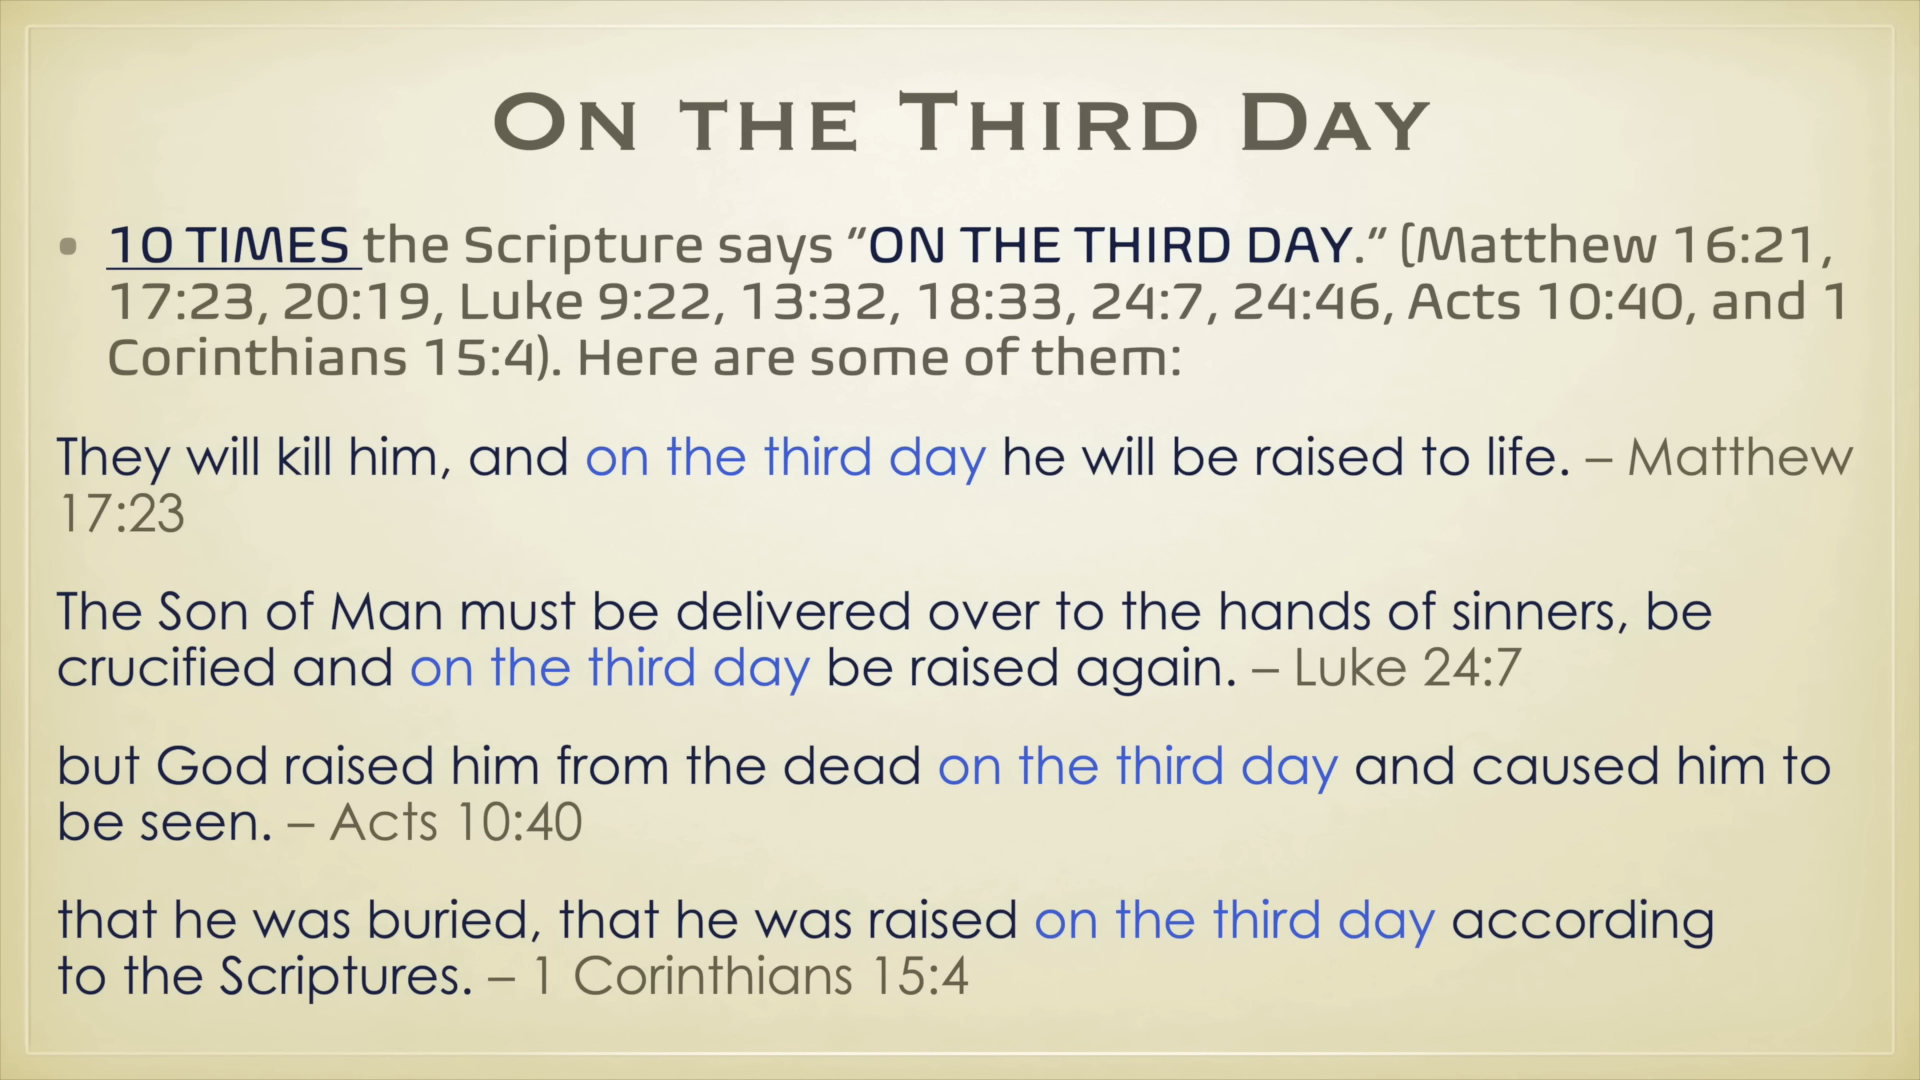 On the Third Day
• 10 TIMES the Scripture says “ON THE THIRD DAY.” (Matthew 16:21,
17:23, 20:19, Luke 9:22, 13:32, 18:33, 24:7, 24:46, Acts 10:40, and 1
Corinthians 15:4). Here are some of them:
They will kill him, and on the third day he will be raised to life. – Matthew
17:23
The Son of Man must be delivered over to the hands of sinners, be
crucified and on the third day be raised again. – Luke 24:7
but God raised him from the dead on the third day and caused him to
be seen. – Acts 10:40
that he was buried, that he was raised on the third day according
to the Scriptures. – 1 Corinthians 15:4